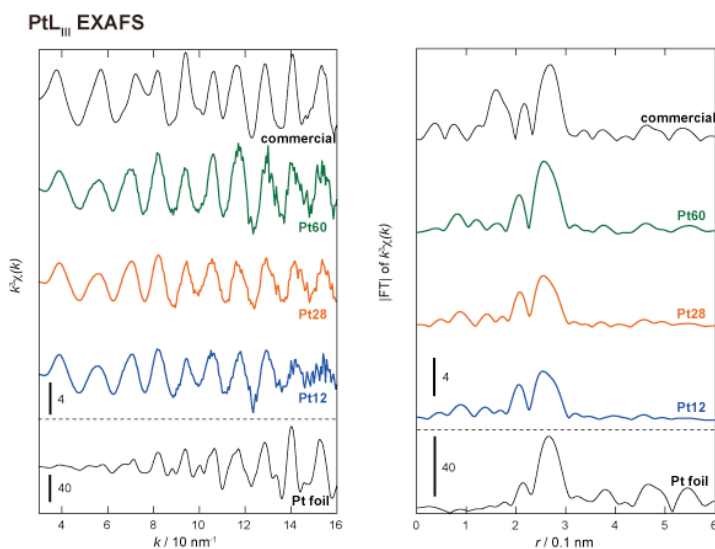 PtL_III EXAFS
k³χ(k)
commercial
Pt60
Pt28
Pt12
4
40
Pt foil
4 6 8 10 12 14 16
k / 10 nm⁻¹
|FT| of k³χ(k)
commercial
Pt60
Pt28
4
Pt12
40
Pt foil
0 1 2 3 4 5 6
r / 0.1 nm